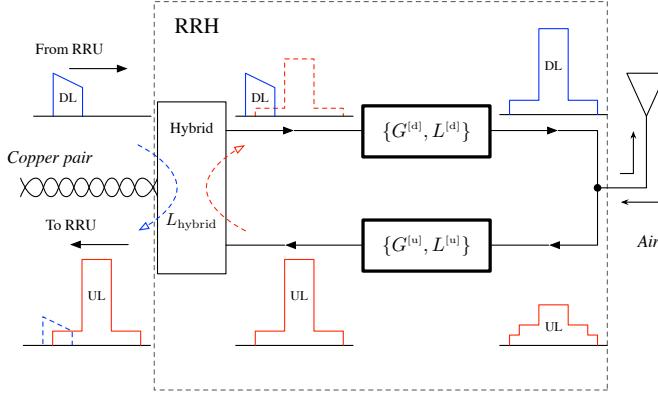 RRH
From RRU
DL
DL
DL
Hybrid
{G^[d], L^[d]}
Copper pair
L_hybrid
To RRU
{G^[u], L^[u]}
Air
UL
UL
UL